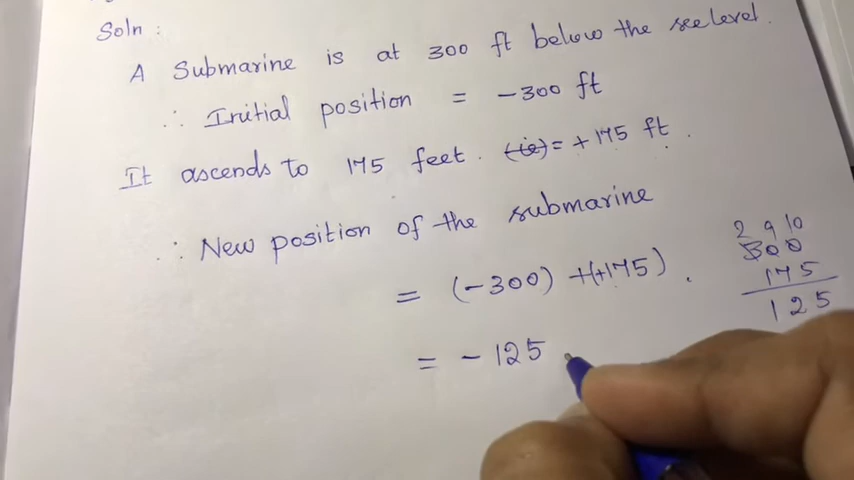 Soln :
A Submarine is at 300 ft below the sea level.
∴ Initial position = -300 ft
It ascends to 175 feet. (ie) = +175 ft.
∴ New position of the submarine
= (-300) + (+175).
= -125
2 9 10
300
175
125